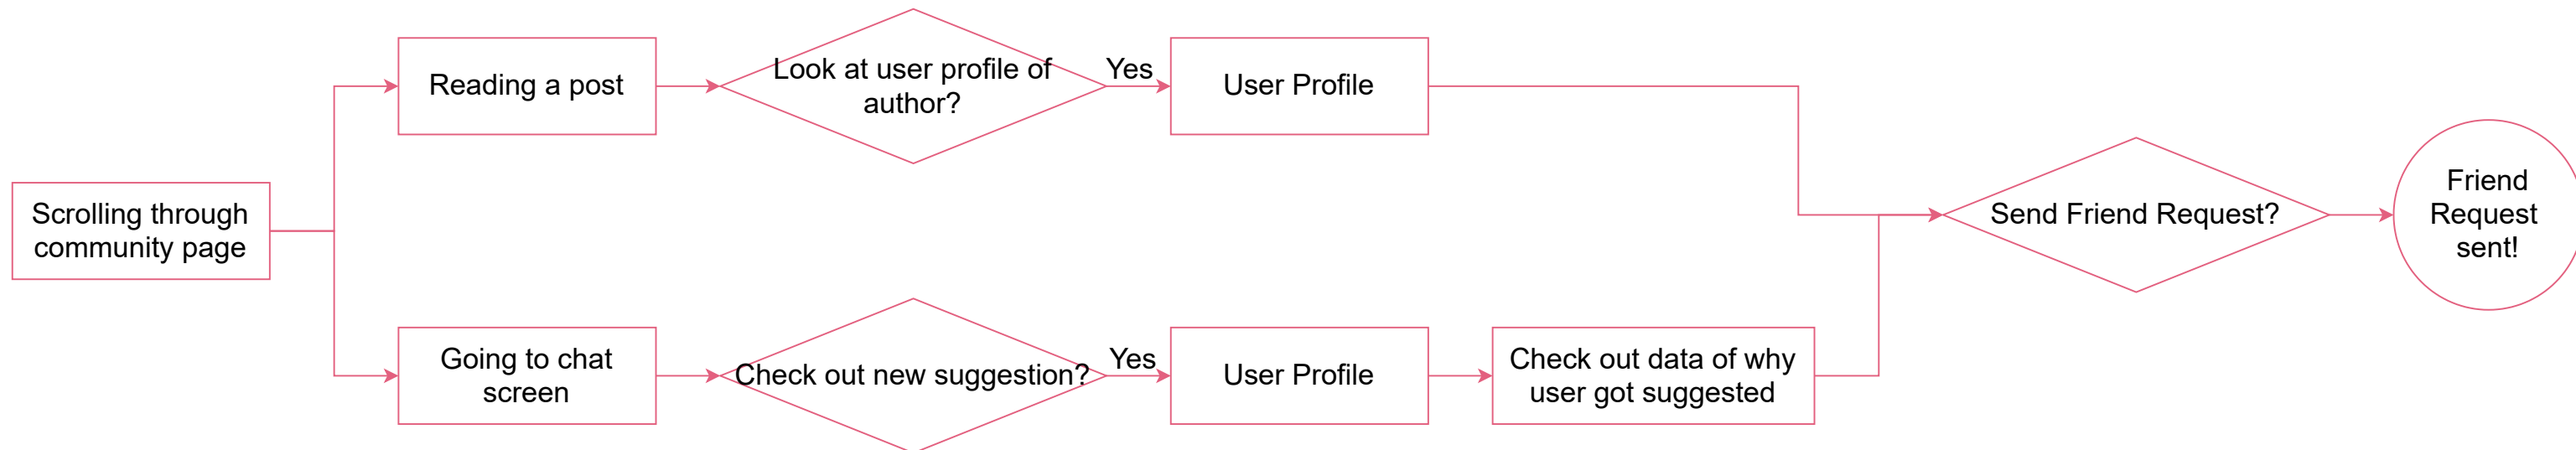 Scrolling through
community page
Reading a post
Look at user profile of
author?
Yes
User Profile
Going to chat
screen
Check out new suggestion?
Yes
User Profile
Check out data of why
user got suggested
Send Friend Request?
Friend
Request
sent!